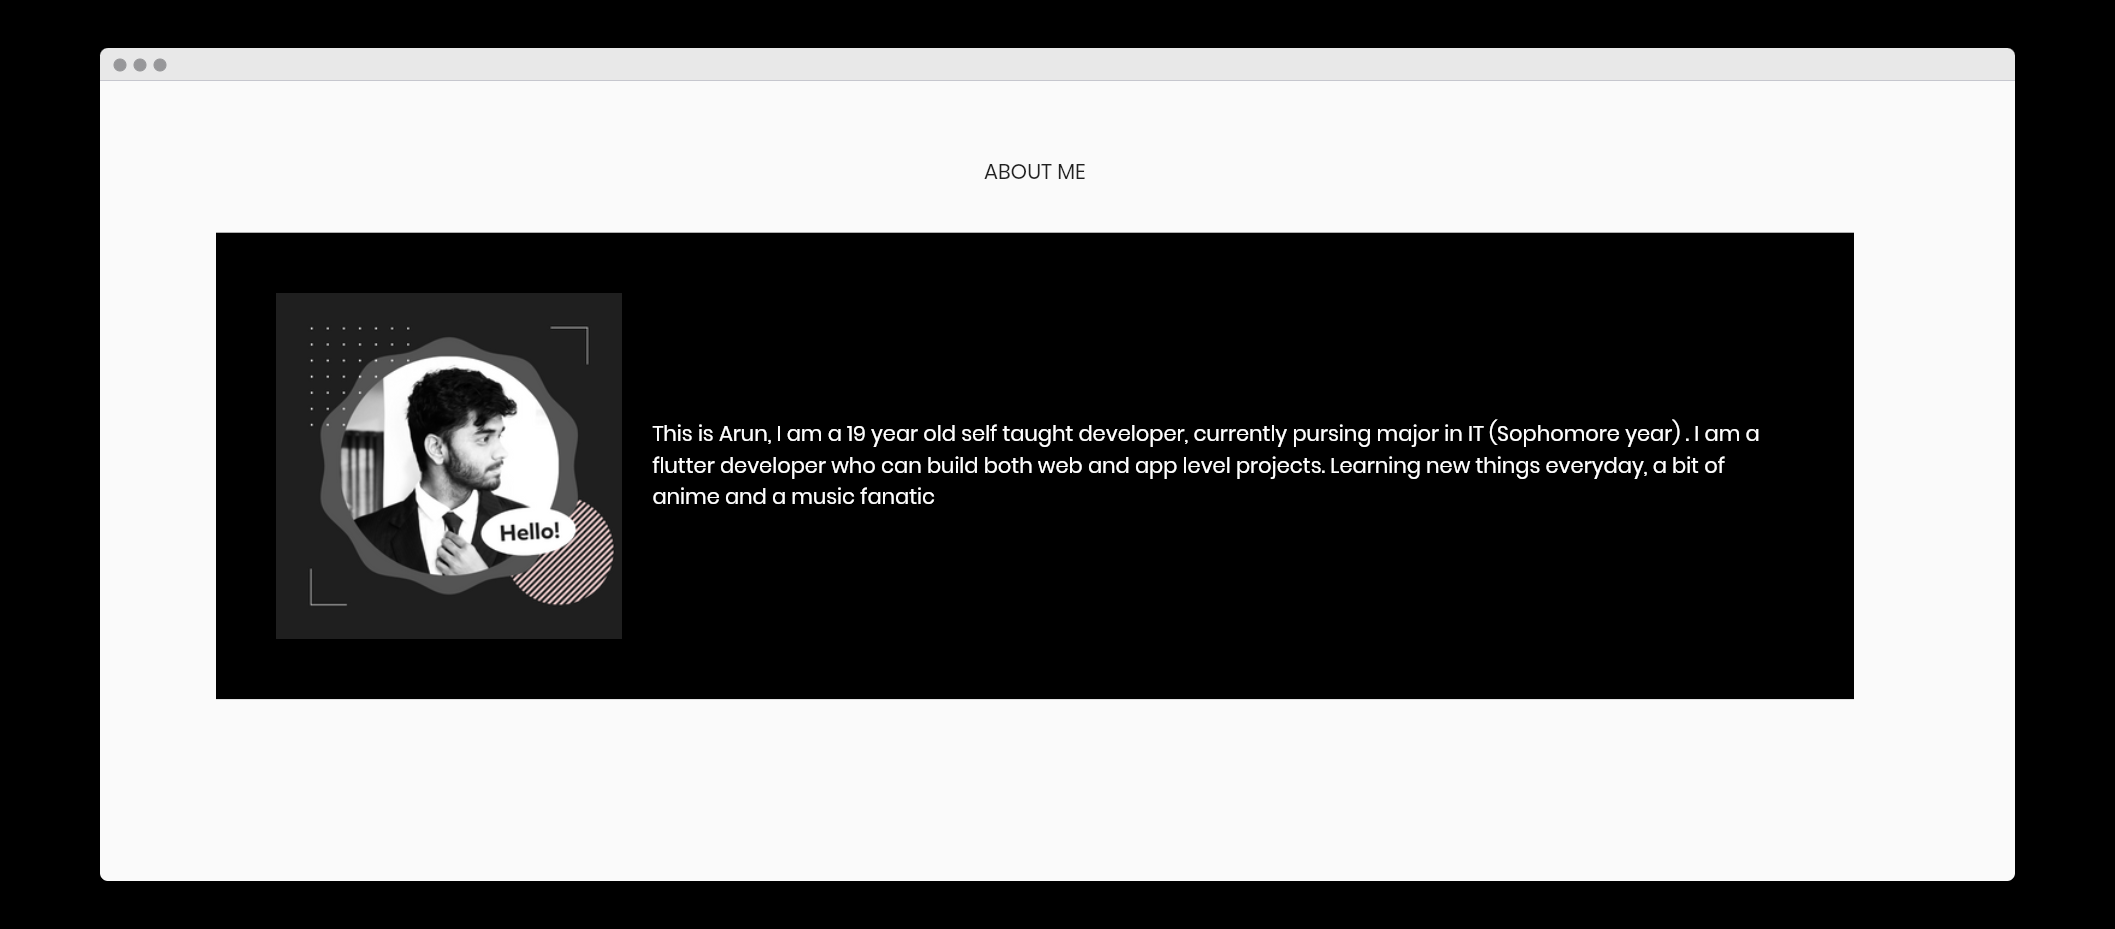 ABOUT ME
This is Arun, I am a 19 year old self taught developer, currently pursing major in IT (Sophomore year) . I am a
flutter developer who can build both web and app level projects. Learning new things everyday, a bit of
anime and a music fanatic
Hello!